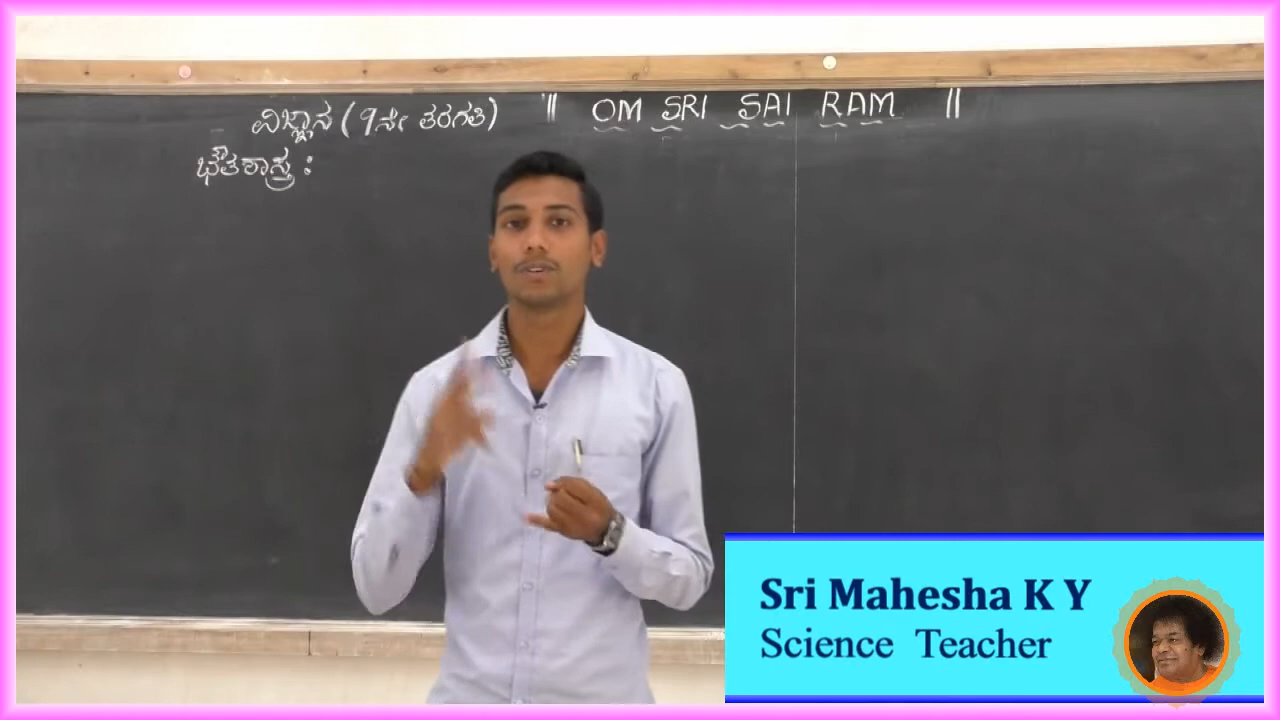 ವಿಜ್ಞಾನ (9ನೇ ತರಗತಿ) || OM SRI SAI RAM ||
ಭೌತಶಾಸ್ತ್ರ :
Sri Mahesha K Y
Science Teacher